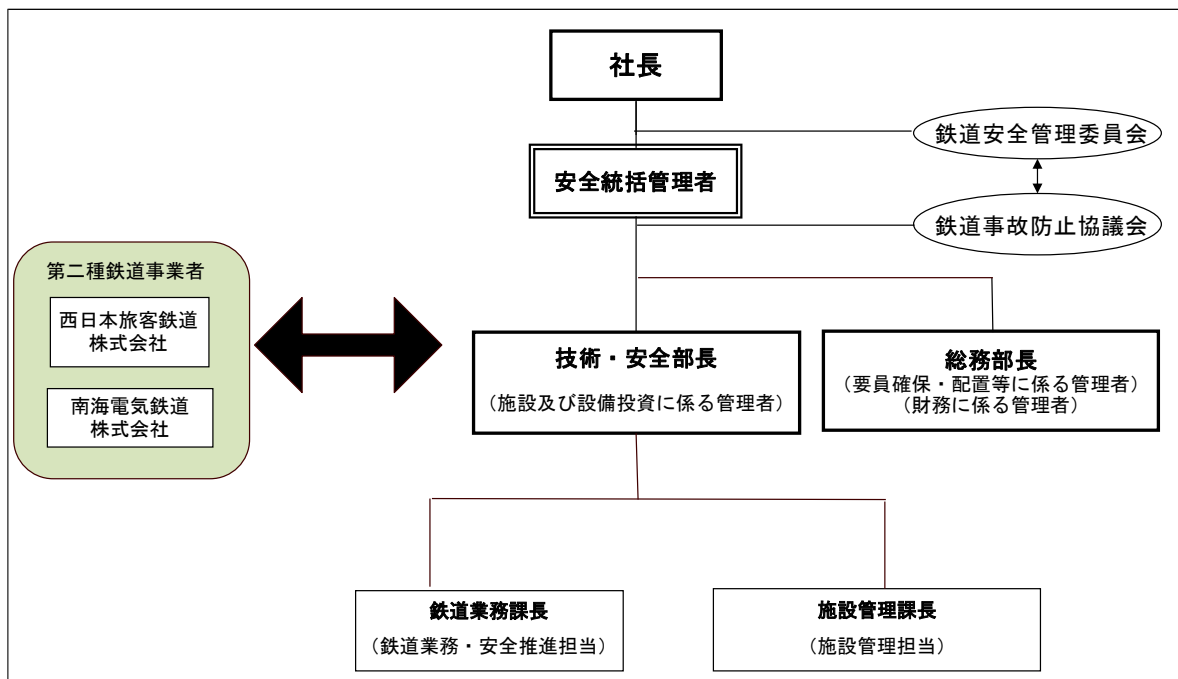 社長
鉄道安全管理委員会
安全統括管理者
鉄道事故防止協議会
第二種鉄道事業者
西日本旅客鉄道
株式会社
南海電気鉄道
株式会社
技術・安全部長
（施設及び設備投資に係る管理者）
総務部長
（要員確保・配置等に係る管理者）
（財務に係る管理者）
鉄道業務課長
（鉄道業務・安全推進担当）
施設管理課長
（施設管理担当）